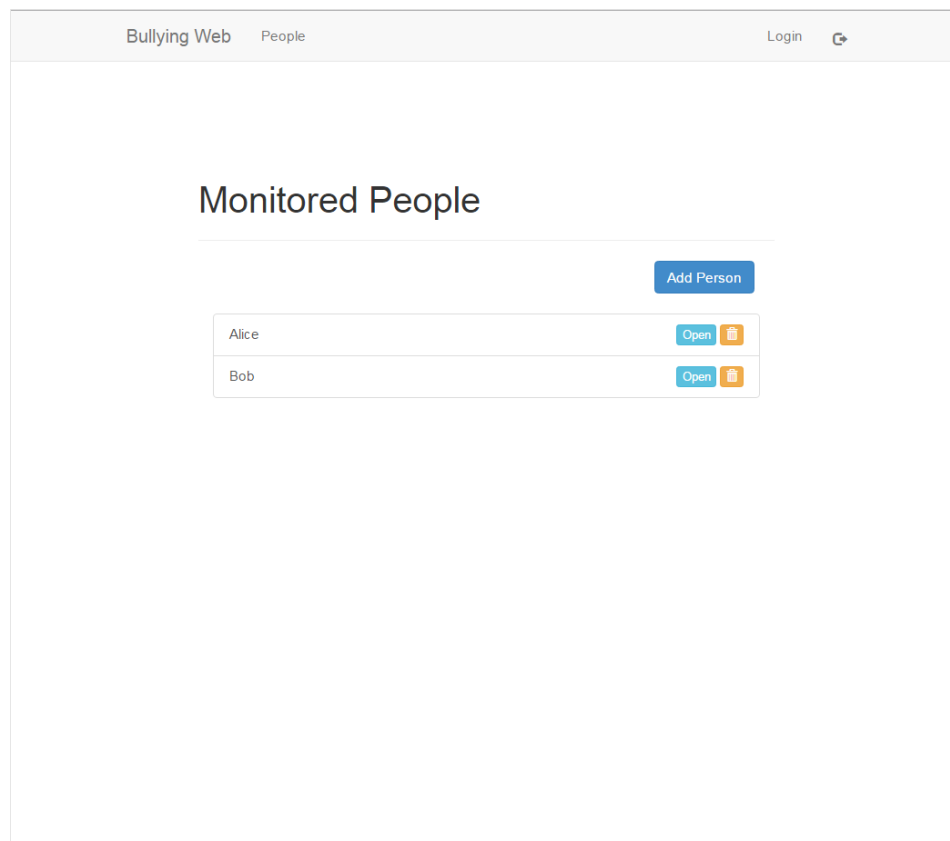 Bullying Web People Login
Monitored People
Add Person
Alice Open
Bob Open